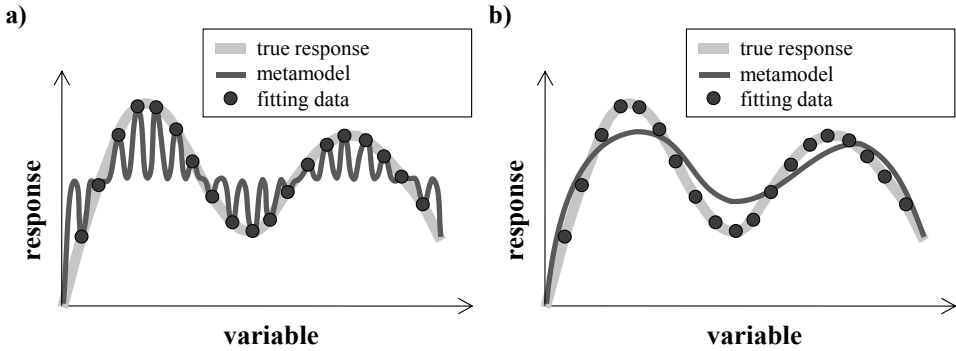 a)
true response
metamodel
fitting data
response
variable
b)
true response
metamodel
fitting data
response
variable